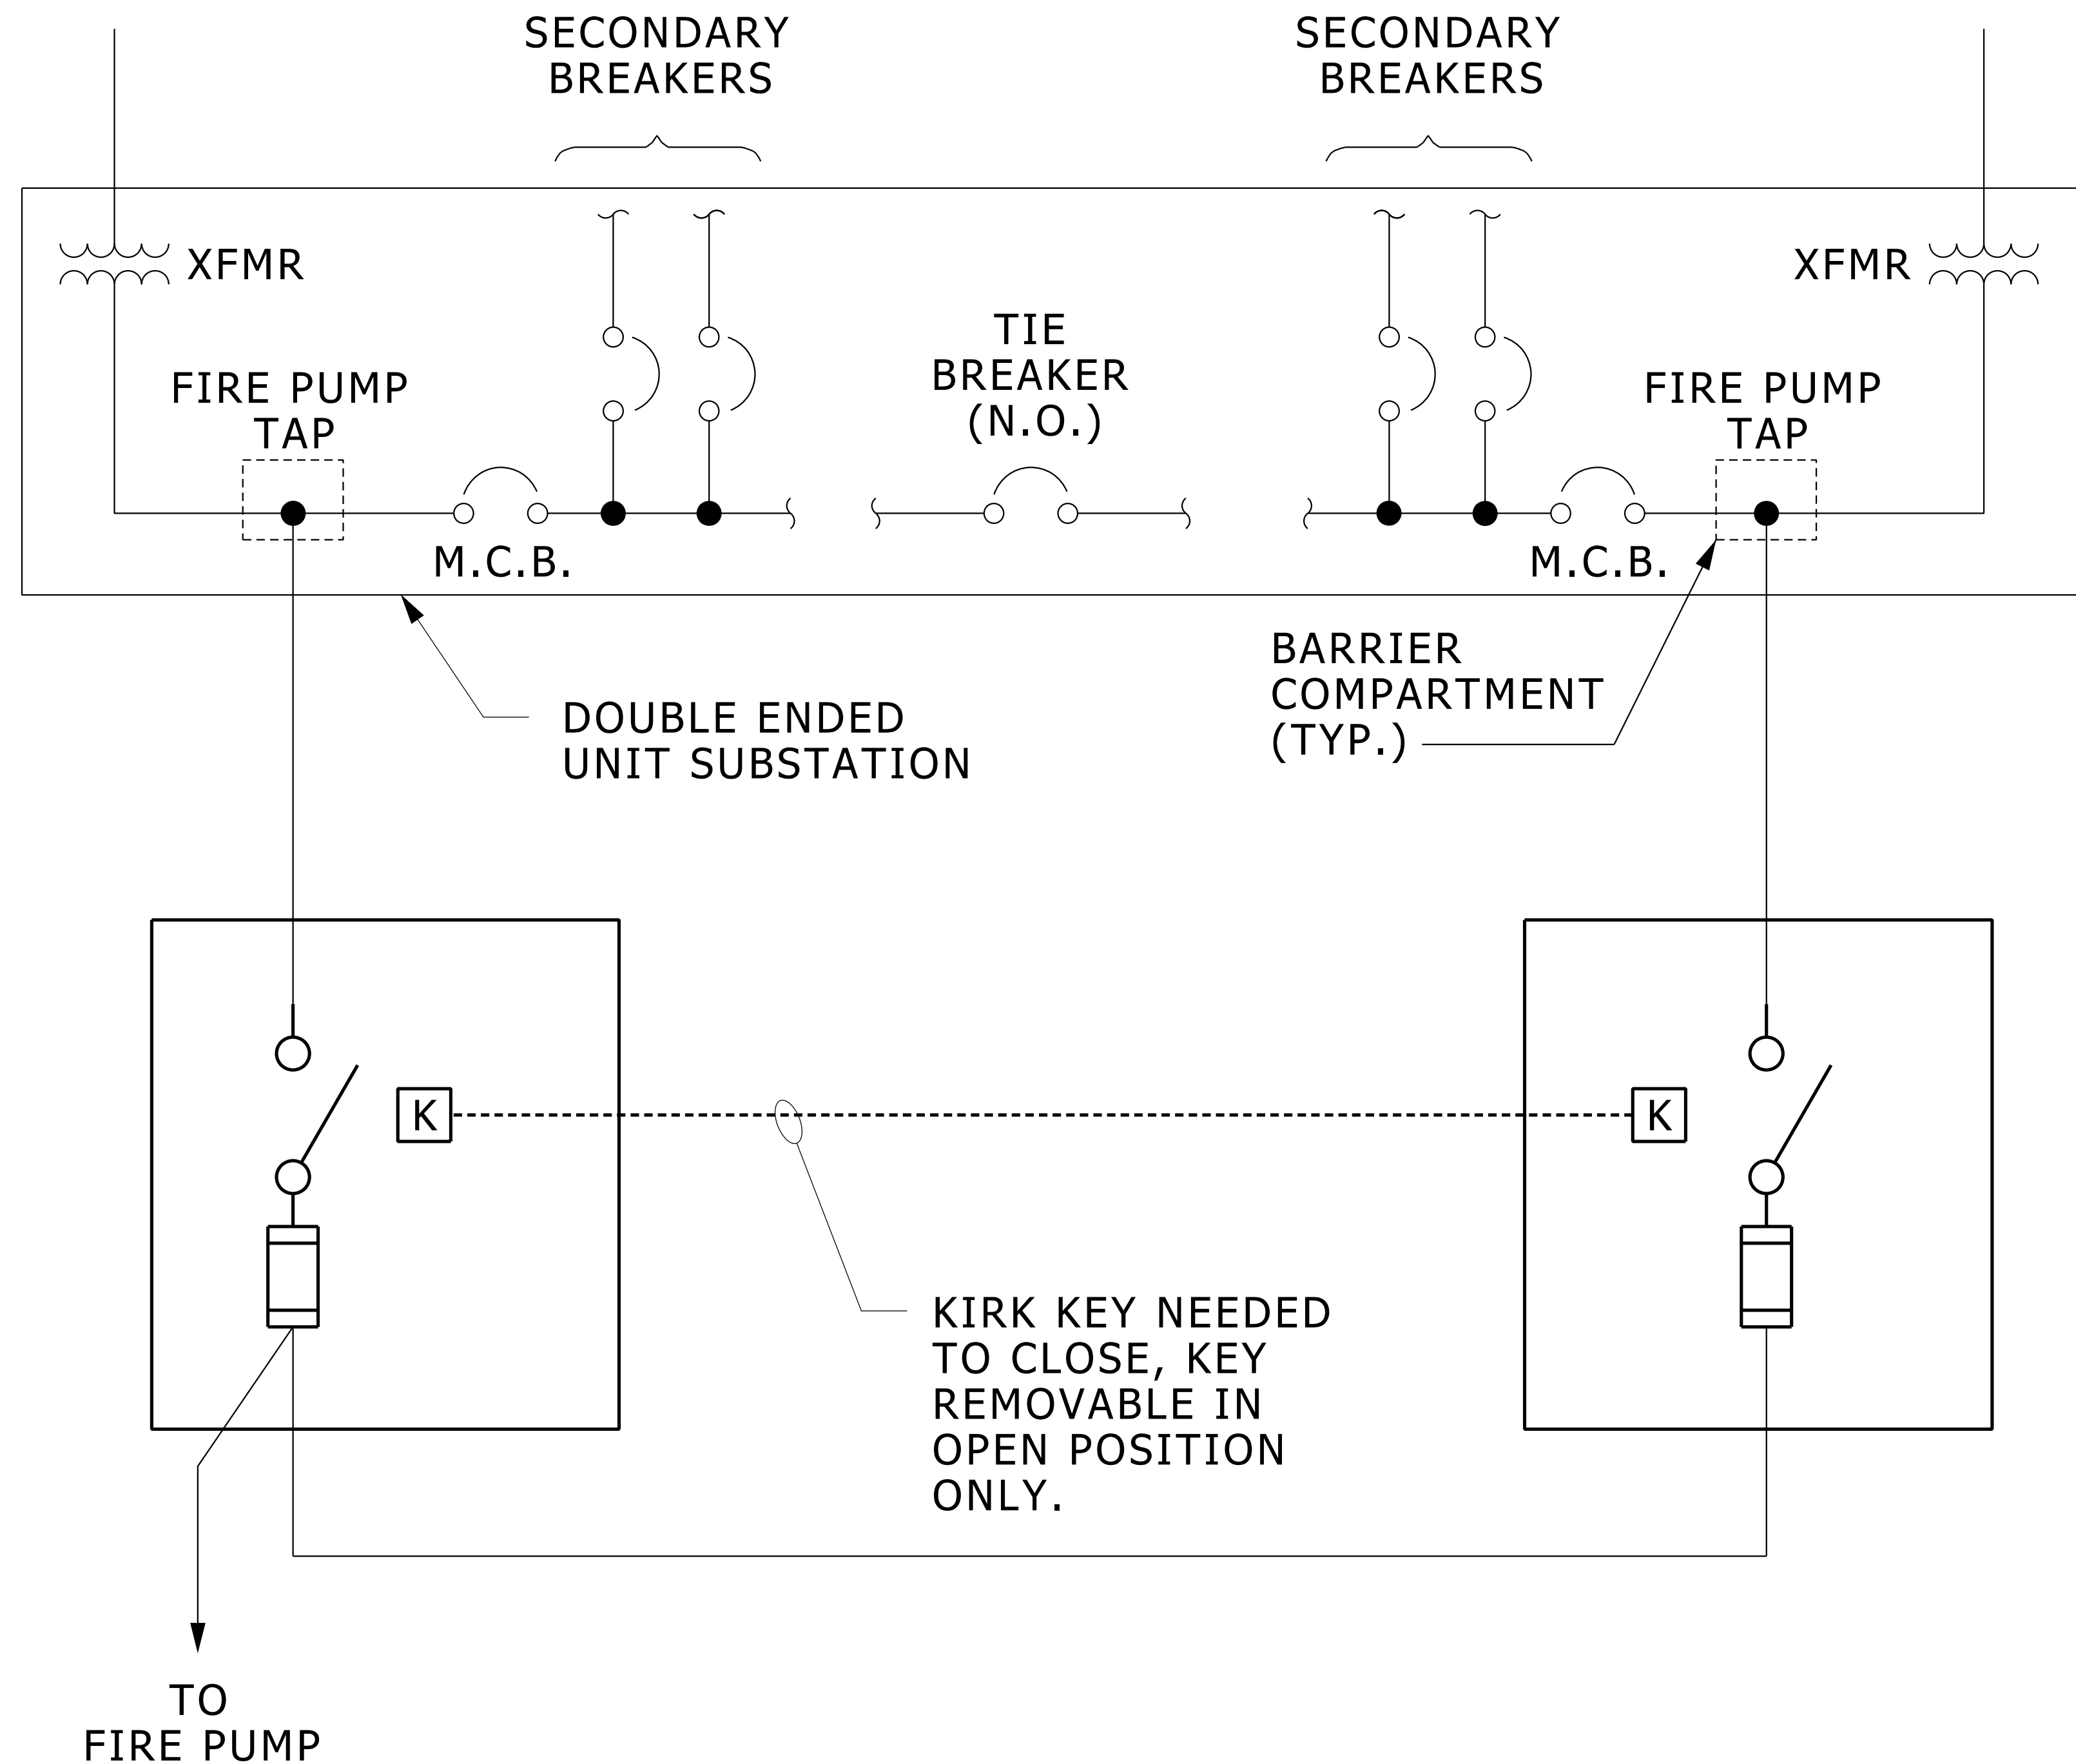 SECONDARY
BREAKERS
SECONDARY
BREAKERS
XFMR
XFMR
FIRE PUMP
TAP
TIE
BREAKER
(N.O.)
FIRE PUMP
TAP
M.C.B.
M.C.B.
DOUBLE ENDED
UNIT SUBSTATION
BARRIER
COMPARTMENT
(TYP.)
K
K
KIRK KEY NEEDED
TO CLOSE, KEY
REMOVABLE IN
OPEN POSITION
ONLY.
TO
FIRE PUMP